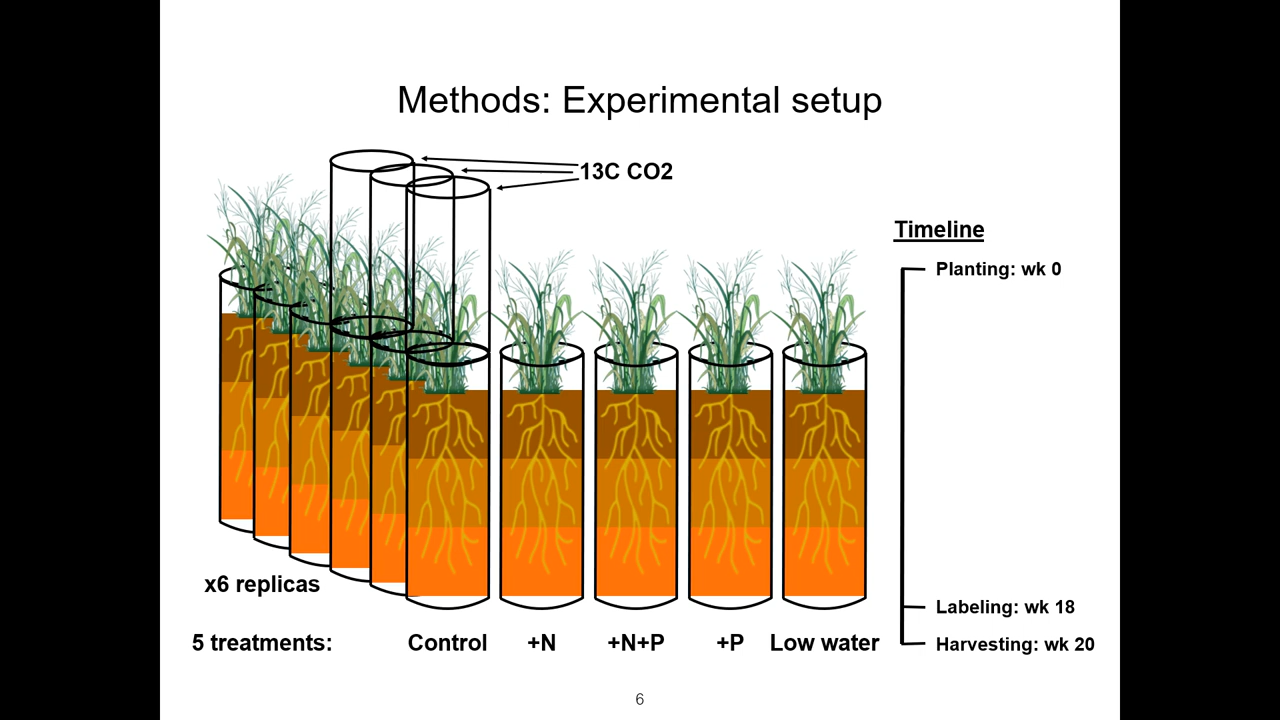 Methods: Experimental setup
13C CO2
Timeline
Planting: wk 0
x6 replicas
Labeling: wk 18
5 treatments: Control +N +N+P +P Low water
Harvesting: wk 20
6